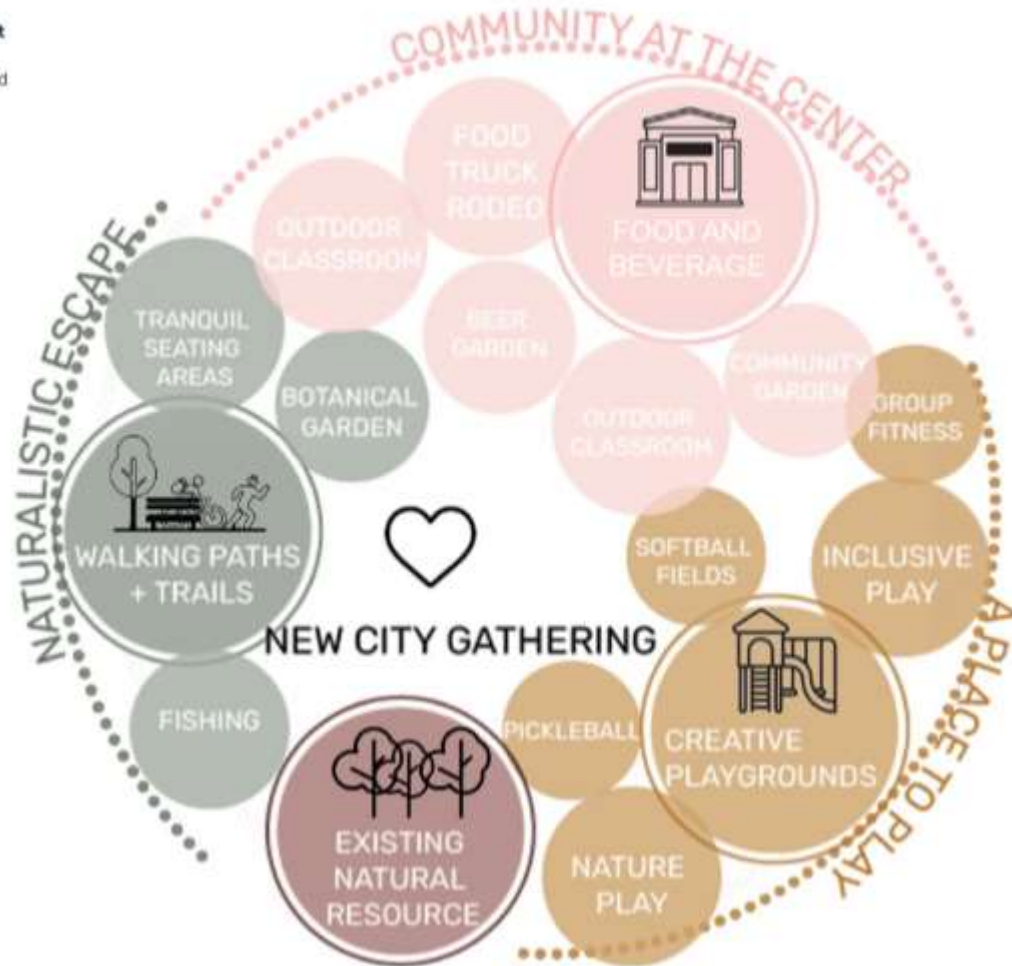 t
d
COMMUNITY AT THE CENTER
FOOD
TRUCK
RODEO
FOOD AND
BEVERAGE
OUTDOOR
CLASSROOM
BEER
GARDEN
OUTDOOR
CLASSROOM
COMMUNITY
GARDEN
NATURALISTIC ESCAPE
TRANQUIL
SEATING
AREAS
BOTANICAL
GARDEN
WALKING PATHS
+ TRAILS
FISHING
NEW CITY GATHERING
EXISTING
NATURAL
RESOURCE
A PLACE TO PLAY
GROUP
FITNESS
INCLUSIVE
PLAY
SOFTBALL
FIELDS
CREATIVE
PLAYGROUNDS
PICKLEBALL
NATURE
PLAY